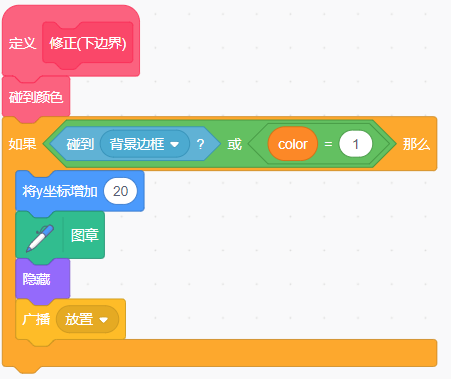 定义 修正(下边界)
碰到颜色
如果 碰到 背景边框 ? 或 color = 1 那么
将y坐标增加 20
图章
隐藏
广播 放置